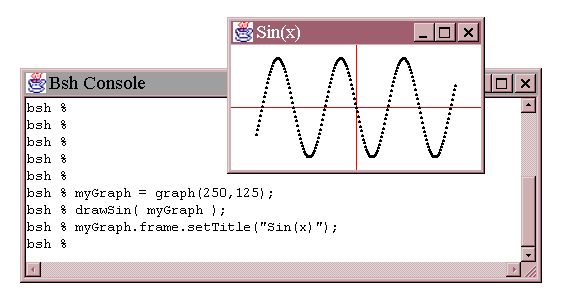 Sin(x)
Bsh Console
bsh %
bsh %
bsh %
bsh %
bsh %
bsh % myGraph = graph(250,125);
bsh % drawSin( myGraph );
bsh % myGraph.frame.setTitle("Sin(x)");
bsh %